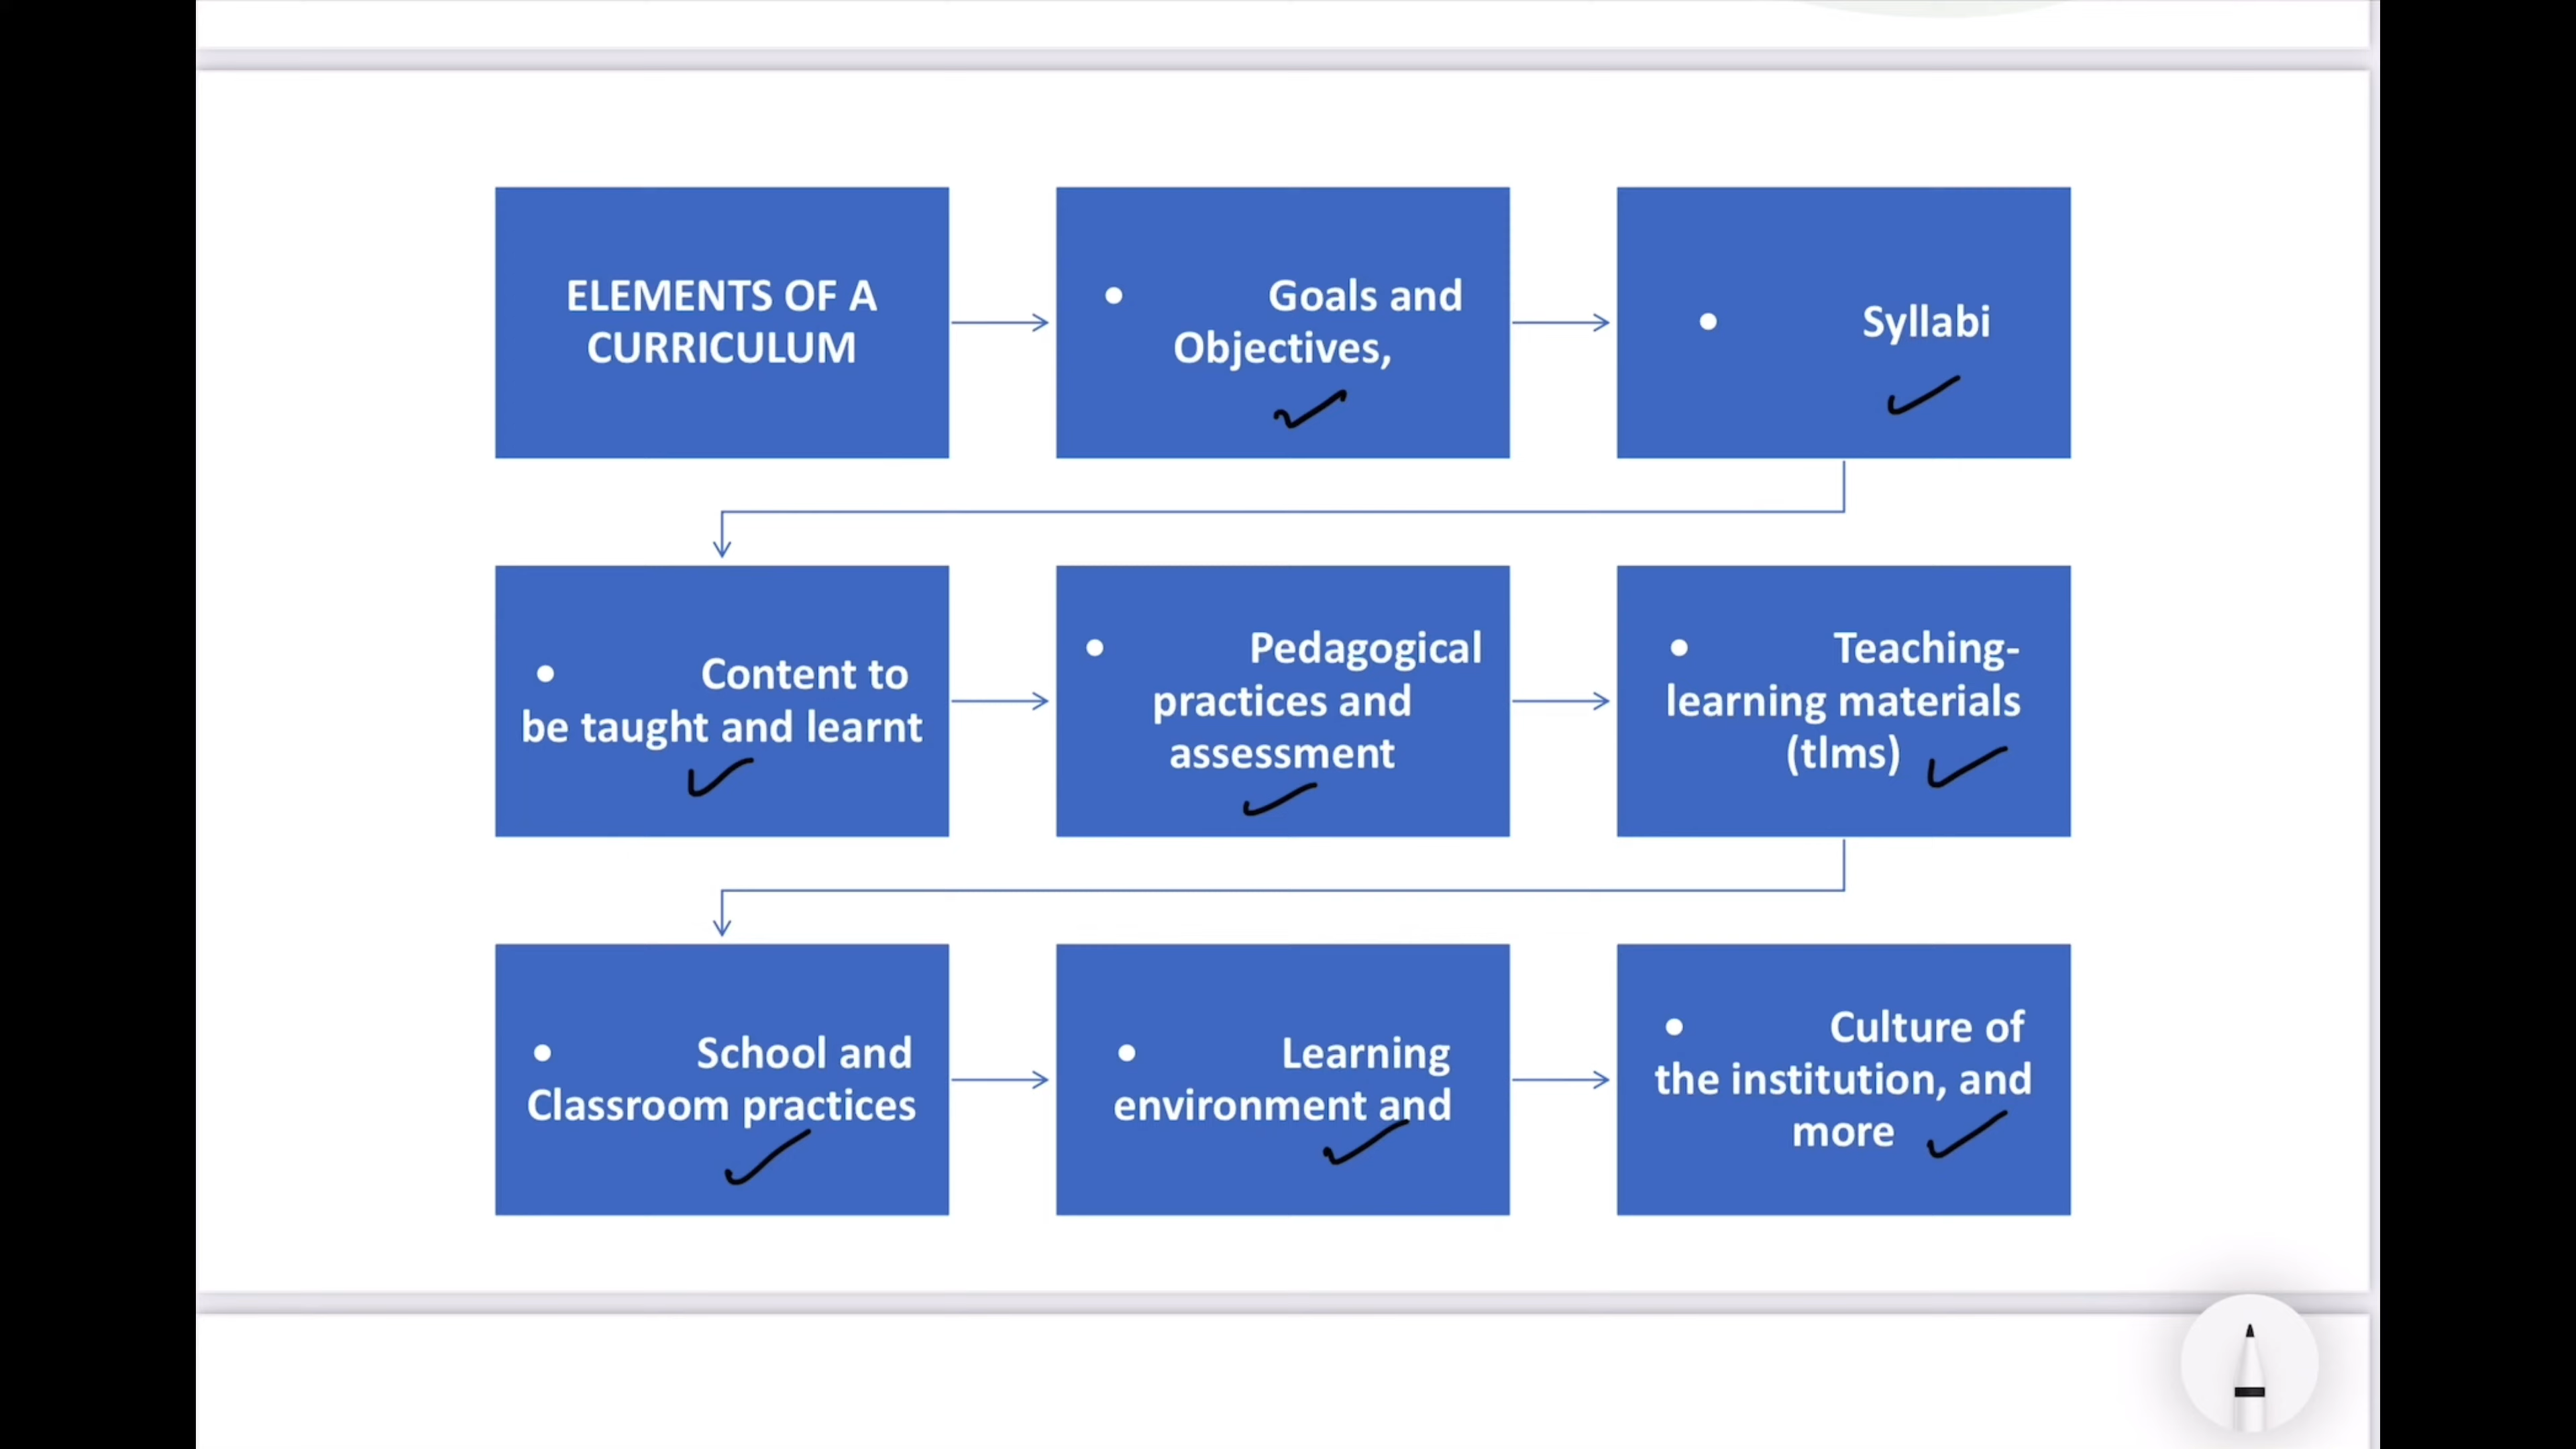 ELEMENTS OF A
CURRICULUM
• Goals and
Objectives,
• Syllabi
• Content to
be taught and learnt
• Pedagogical
practices and
assessment
• Teaching-
learning materials
(tlms)
• School and
Classroom practices
• Learning
environment and
• Culture of
the institution, and
more